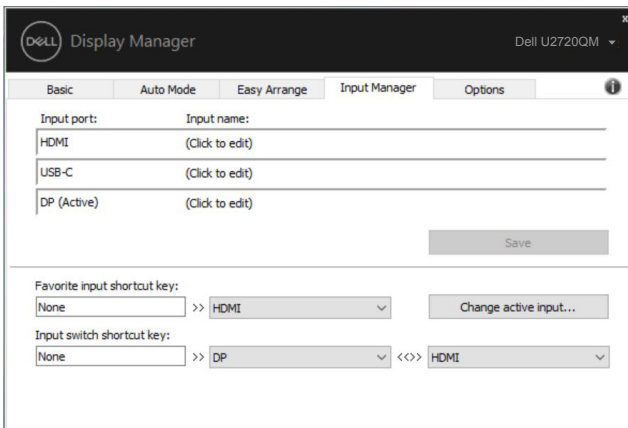 x
DELL Display Manager Dell U2720QM
Basic Auto Mode Easy Arrange Input Manager Options i
Input port: Input name:
HDMI (Click to edit)
USB-C (Click to edit)
DP (Active) (Click to edit)
Save
Favorite input shortcut key:
None >> HDMI Change active input...
Input switch shortcut key:
None >> DP <<>> HDMI